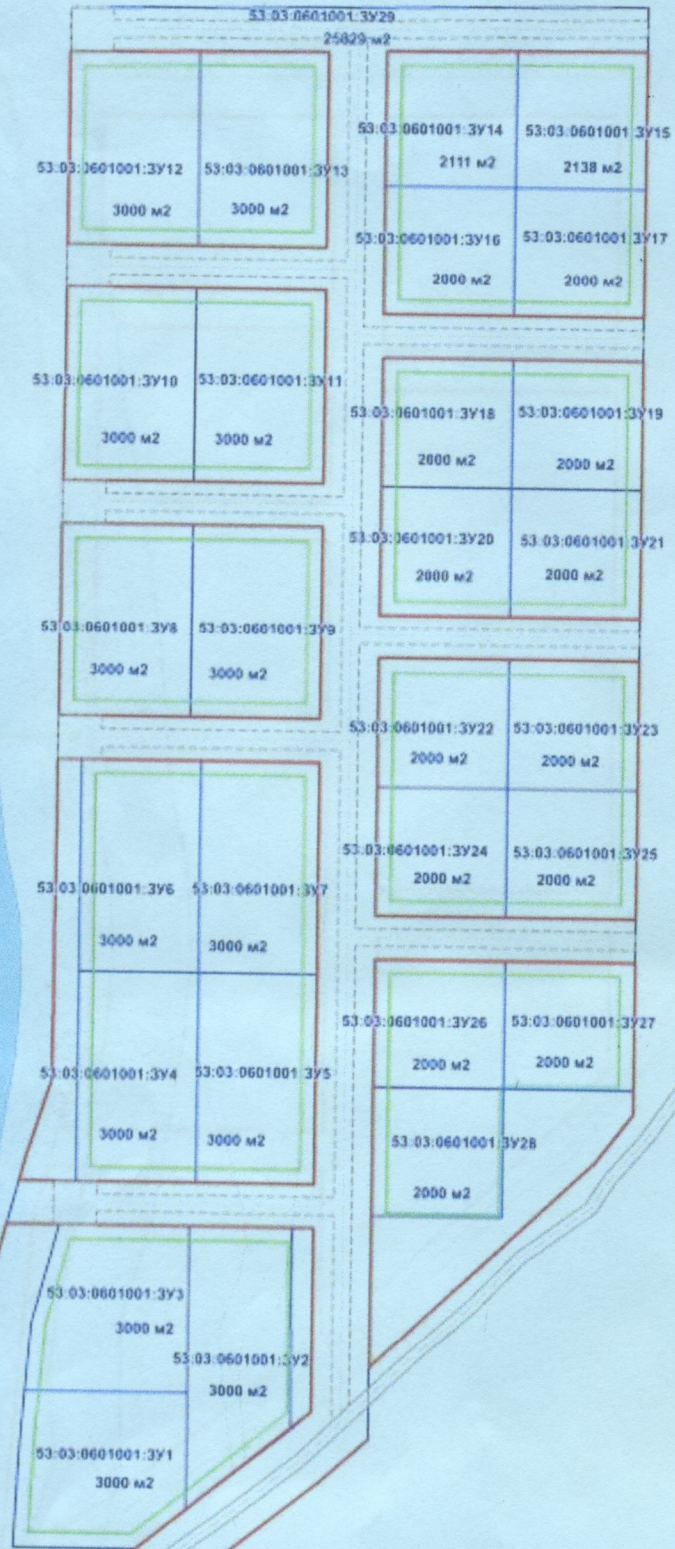 53:03:0601001:ЗУ29
25829 м2
53:03:0601001:ЗУ12
3000 м2
53:03:0601001:ЗУ13
3000 м2
53:03:0601001:ЗУ14
2111 м2
53:03:0601001:ЗУ15
2138 м2
53:03:0601001:ЗУ16
2000 м2
53:03:0601001:ЗУ17
2000 м2
53:03:0601001:ЗУ10
3000 м2
53:03:0601001:ЗУ11
3000 м2
53:03:0601001:ЗУ18
2000 м2
53:03:0601001:ЗУ19
2000 м2
53:03:0601001:ЗУ20
2000 м2
53:03:0601001:ЗУ21
2000 м2
53:03:0601001:ЗУ8
3000 м2
53:03:0601001:ЗУ9
3000 м2
53:03:0601001:ЗУ22
2000 м2
53:03:0601001:ЗУ23
2000 м2
53:03:0601001:ЗУ24
2000 м2
53:03:0601001:ЗУ25
2000 м2
53:03:0601001:ЗУ6
3000 м2
53:03:0601001:ЗУ7
3000 м2
53:03:0601001:ЗУ4
3000 м2
53:03:0601001:ЗУ5
3000 м2
53:03:0601001:ЗУ26
2000 м2
53:03:0601001:ЗУ27
2000 м2
53:03:0601001:ЗУ28
2000 м2
53:03:0601001:ЗУ3
3000 м2
53:03:0601001:ЗУ2
3000 м2
53:03:0601001:ЗУ1
3000 м2